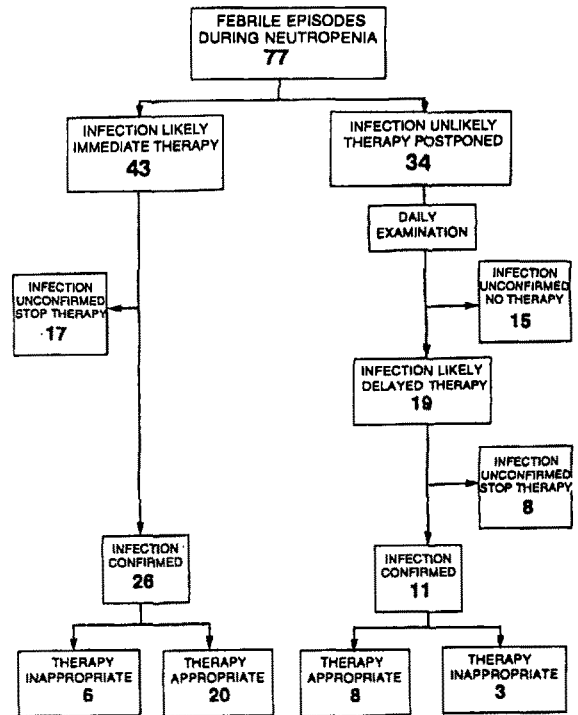 FEBRILE EPISODES
DURING NEUTROPENIA
77
INFECTION LIKELY
IMMEDIATE THERAPY
43
INFECTION UNLIKELY
THERAPY POSTPONED
34
DAILY
EXAMINATION
INFECTION
UNCONFIRMED
STOP THERAPY
17
INFECTION
UNCONFIRMED
NO THERAPY
15
INFECTION LIKELY
DELAYED THERAPY
19
INFECTION
UNCONFIRMED
STOP THERAPY
8
INFECTION
CONFIRMED
26
INFECTION
CONFIRMED
11
THERAPY
INAPPROPRIATE
6
THERAPY
APPROPRIATE
20
THERAPY
APPROPRIATE
8
THERAPY
INAPPROPRIATE
3